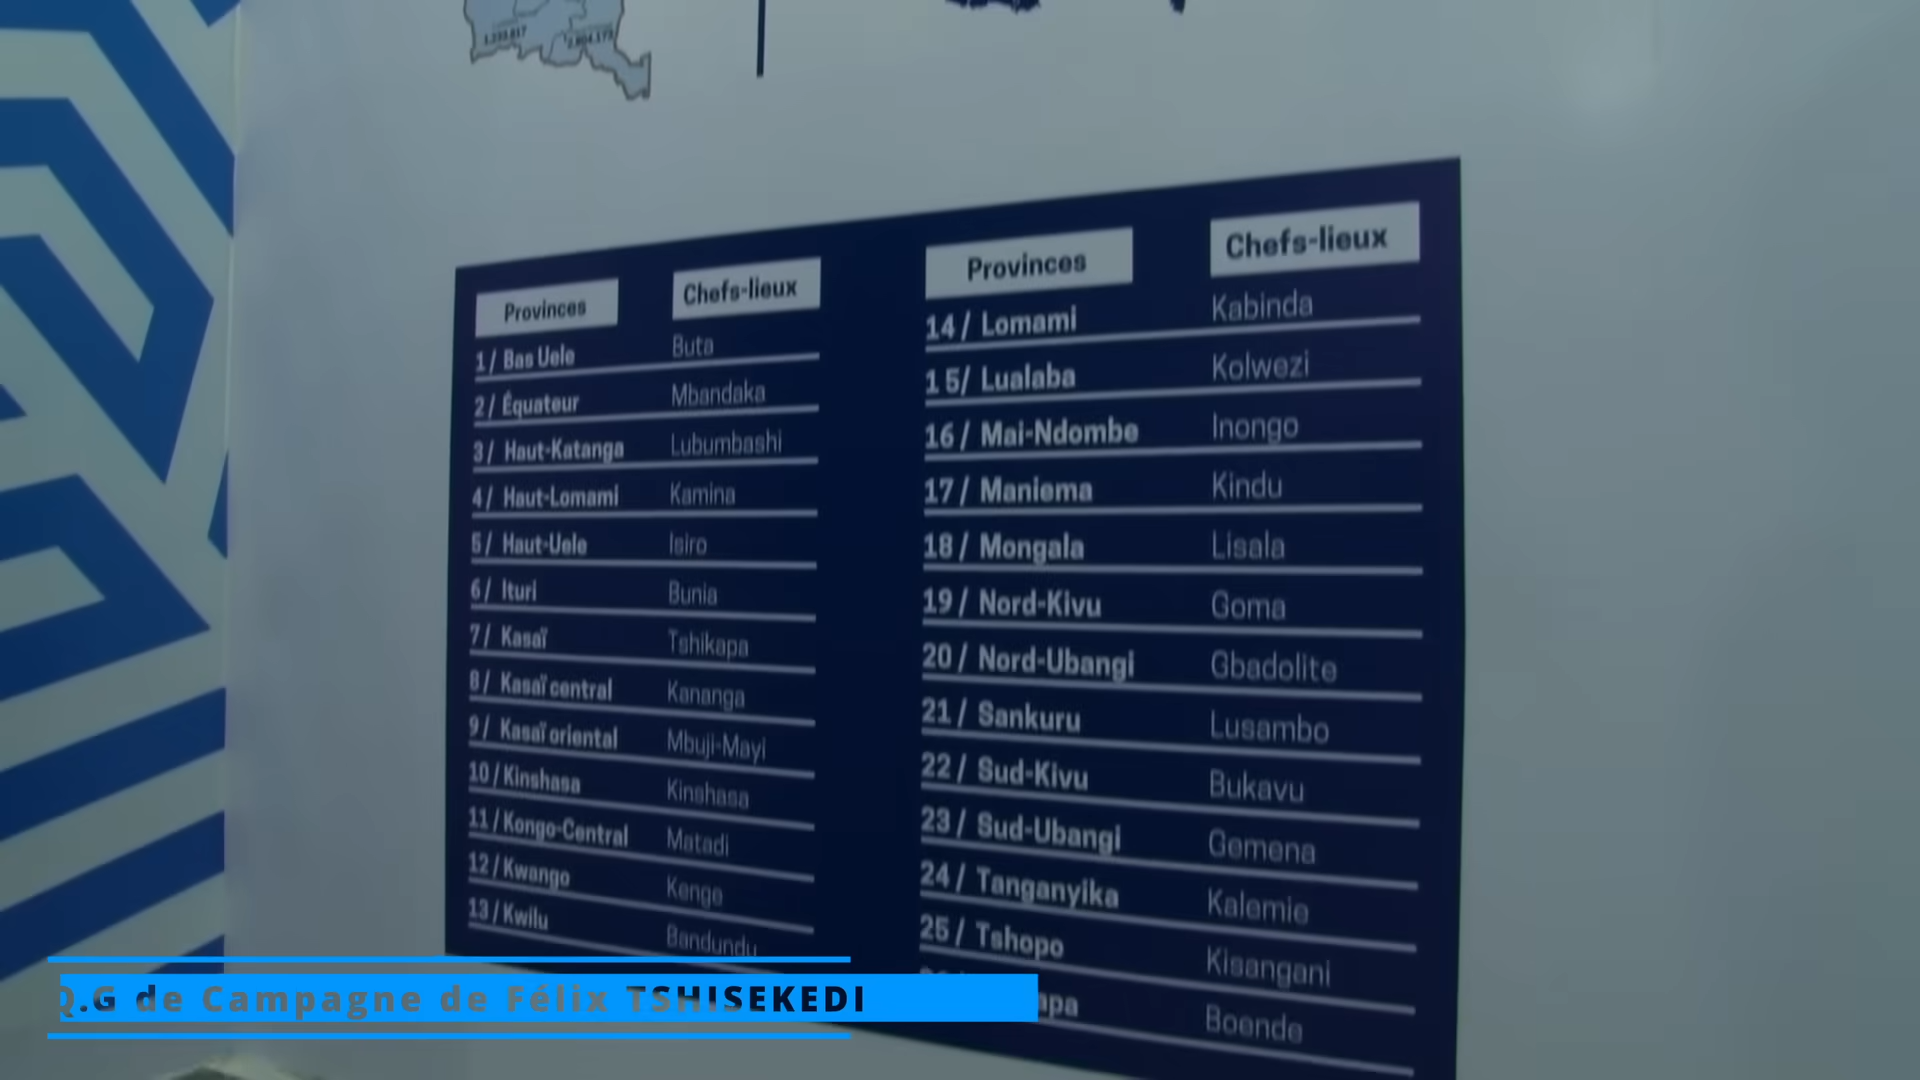 Provinces Chefs-lieux
1/ Bas Uele Buta
2/ Équateur Mbandaka
3/ Haut-Katanga Lubumbashi
4/ Haut-Lomami Kamina
5/ Haut-Uele Isiro
6/ Ituri Bunia
7/ Kasaï Tshikapa
8/ Kasaï central Kananga
9/ Kasaï oriental Mbuji-Mayi
10/ Kinshasa Kinshasa
11/ Kongo-Central Matadi
12/ Kwango Kenge
13/ Kwilu Bandundu
Provinces Chefs-lieux
14/ Lomami Kabinda
15/ Lualaba Kolwezi
16/ Mai-Ndombe Inongo
17/ Maniema Kindu
18/ Mongala Lisala
19/ Nord-Kivu Goma
20/ Nord-Ubangi Gbadolite
21/ Sankuru Lusambo
22/ Sud-Kivu Bukavu
23/ Sud-Ubangi Gemena
24/ Tanganyika Kalemie
25/ Tshopo Kisangani
apa Boende
Q.G de Campagne de Félix TSHISEKEDI